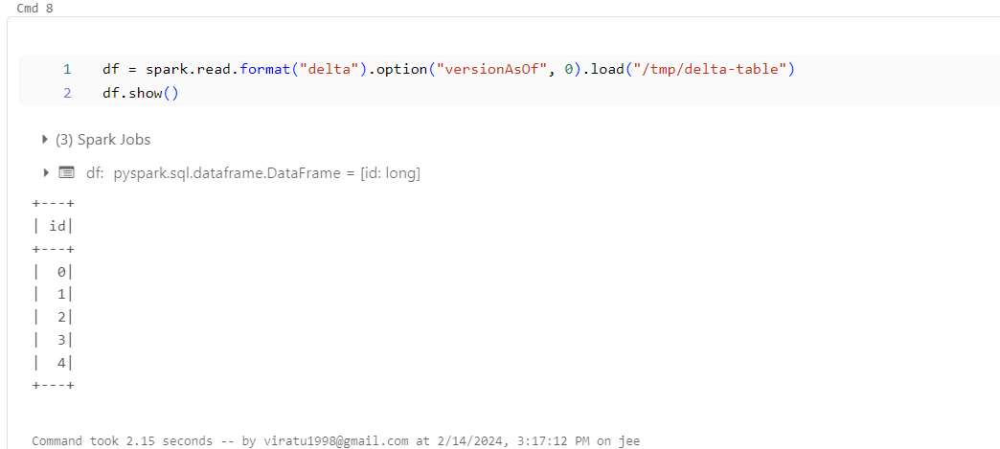 Cmd 8
1 df = spark.read.format("delta").option("versionAsOf", 0).load("/tmp/delta-table")
2 df.show()
(3) Spark Jobs
df: pyspark.sql.dataframe.DataFrame = [id: long]
+---+
| id|
+---+
|  0|
|  1|
|  2|
|  3|
|  4|
+---+
Command took 2.15 seconds -- by viratu1998@gmail.com at 2/14/2024, 3:17:12 PM on jee